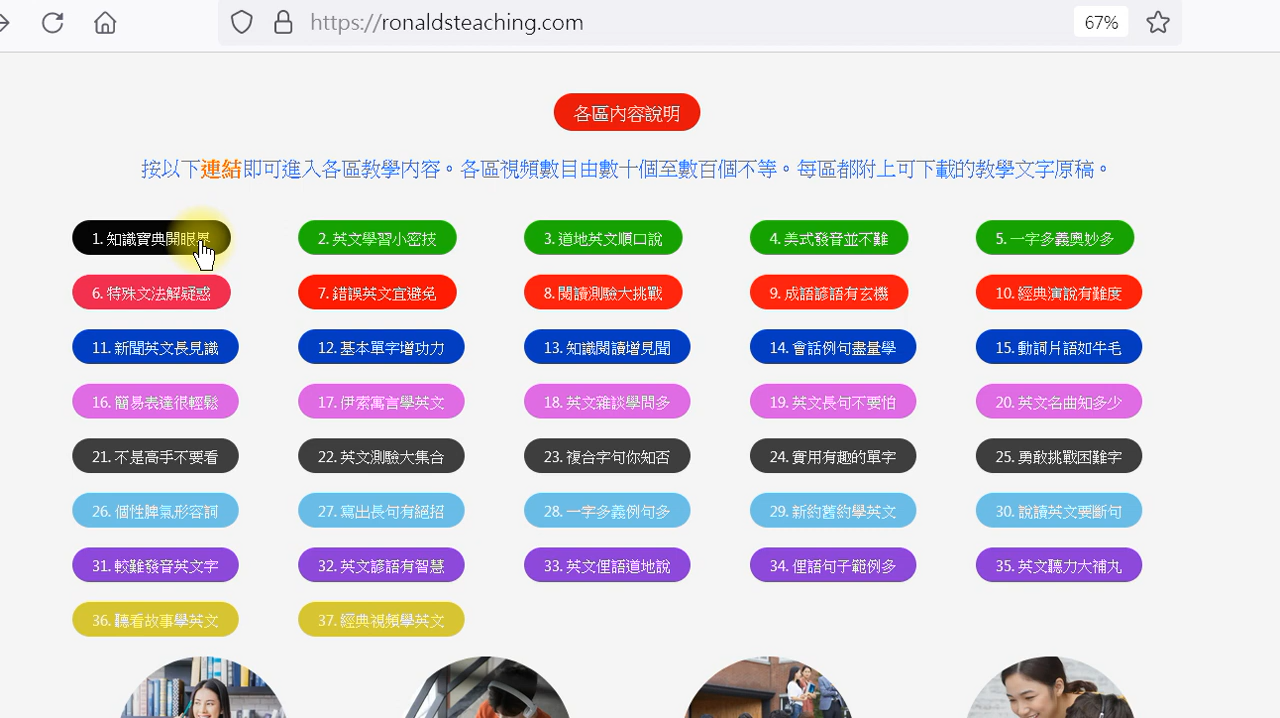 https://ronaldsteaching.com
67%
各區內容說明
按以下連結即可進入各區教學內容。各區視頻數目由數十個至數百個不等。每區都附上可下載的教學文字原稿。
1. 知識寶典開眼界
2. 英文學習小密技
3. 道地英文順口說
4. 美式發音並不難
5. 一字多義奧妙多
6. 特殊文法解疑惑
7. 錯誤英文宜避免
8. 閱讀測驗大挑戰
9. 成語諺語有玄機
10. 經典演說有難度
11. 新聞英文長見識
12. 基本單字增功力
13. 知識閱讀增見聞
14. 會話例句盡量學
15. 動詞片語如牛毛
16. 簡易表達很輕鬆
17. 伊索寓言學英文
18. 英文雜談學問多
19. 英文長句不要怕
20. 英文名曲知多少
21. 不是高手不要看
22. 英文測驗大集合
23. 複合字句你知否
24. 實用有趣的單字
25. 勇敢挑戰困難字
26. 個性脾氣形容詞
27. 寫出長句有絕招
28. 一字多義例句多
29. 新約舊約學英文
30. 說讀英文要斷句
31. 較難發音英文字
32. 英文諺語有智慧
33. 英文俚語道地說
34. 俚語句子範例多
35. 英文聽力大補丸
36. 聽看故事學英文
37. 經典視頻學英文